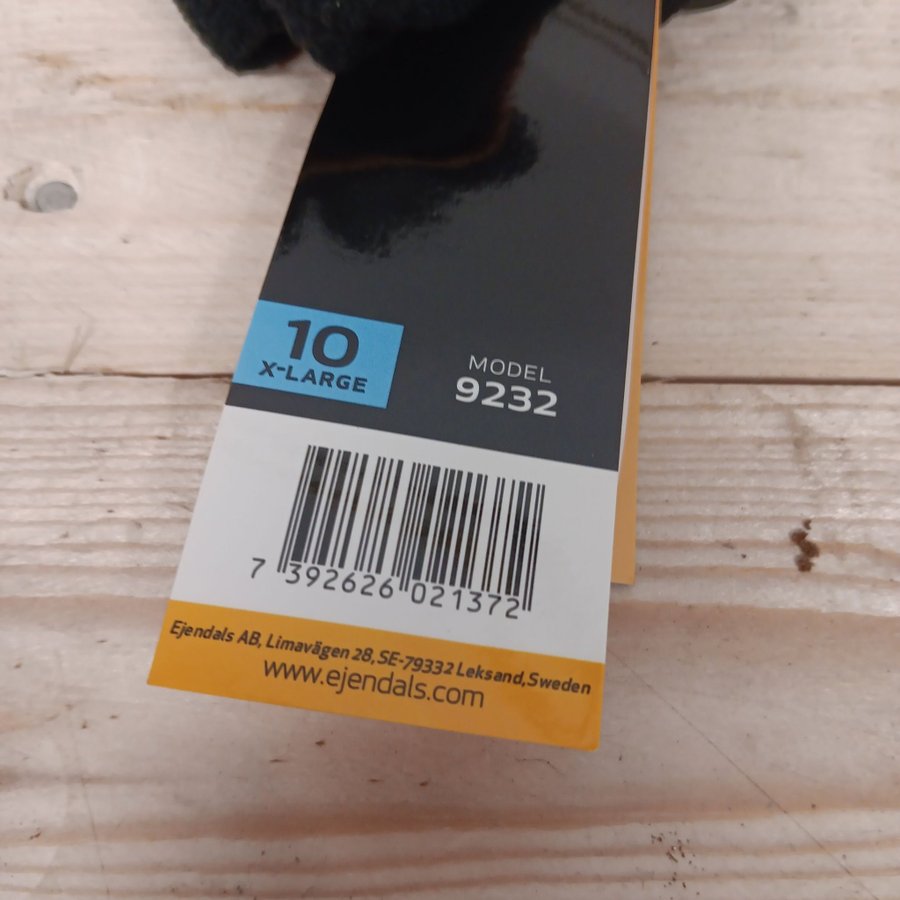 10
X-LARGE
MODEL
9232
7 392626 021372
Ejendals AB, Limavägen 28, SE-79332 Leksand, Sweden
www.ejendals.com